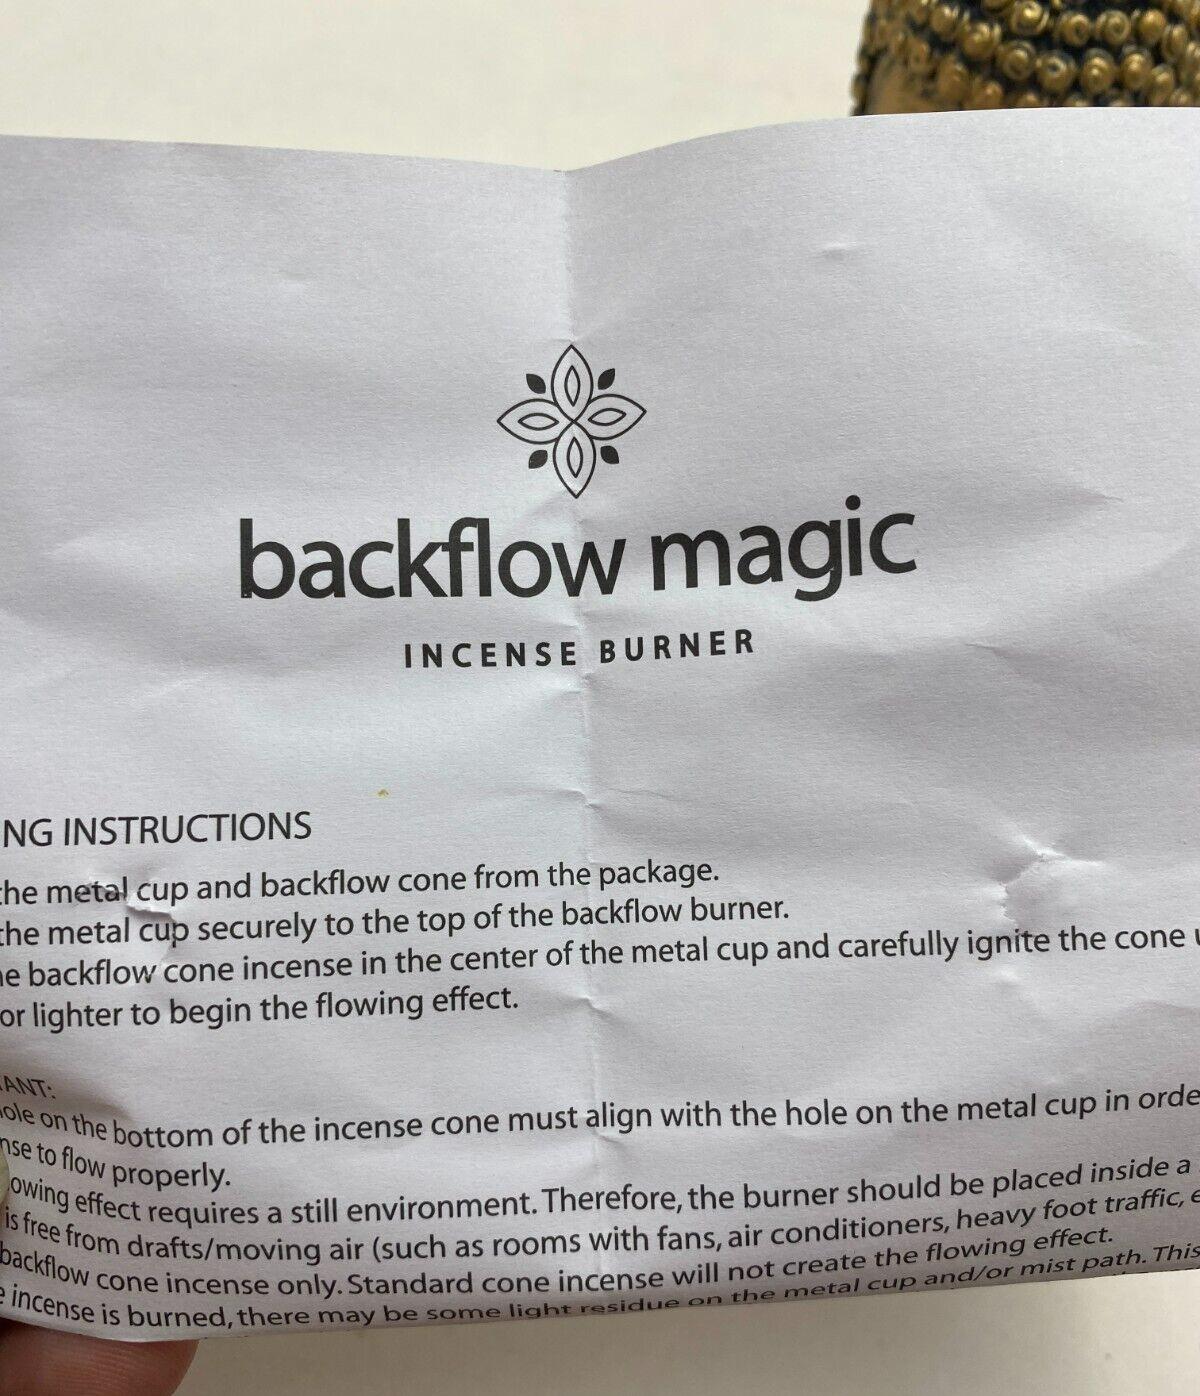 backflow magic
INCENSE BURNER
NG INSTRUCTIONS
the metal cup and backflow cone from the package.
the metal cup securely to the top of the backflow burner.
backflow cone incense in the center of the metal cup and carefully ignite the cone
or lighter to begin the flowing effect.
TANT:
hole on the bottom of the incense cone must align with the hole on the metal cup in orde
nse to flow properly.
owing effect requires a still environment. Therefore, the burner should be placed inside a
is free from drafts/moving air (such as rooms with fans, air conditioners, heavy foot traffic,
backflow cone incense only. Standard cone incense will not create the flowing effect.
incense is burned, there may be some light residue on the metal cup and/or mist path. This